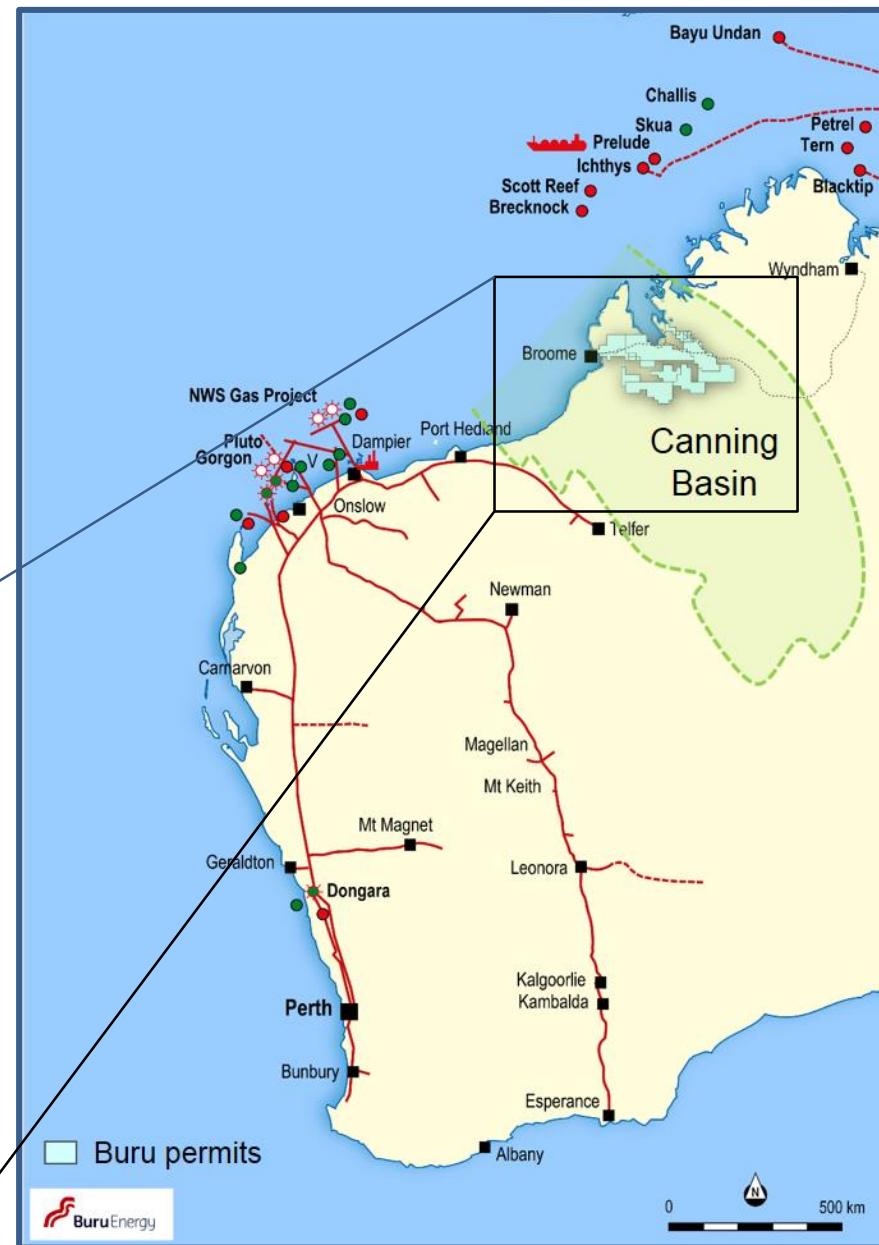 Bayu Undan
Challis
Skua
Petrel
Prelude
Tern
Ichthys
Blacktip
Scott Reef
Brecknock
Wyndham
Broome
NWS Gas Project
Pluto
Dampier
Port Hedland
Canning
Basin
Gorgon
V
Onslow
Telfer
Newman
Carnarvon
Magellan
Mt Keith
Mt Magnet
Geraldton
Leonora
Dongara
Kalgoorlie
Perth
Kambalda
Bunbury
Esperance
Buru permits
Albany
N
0 500 km
BuruEnergy